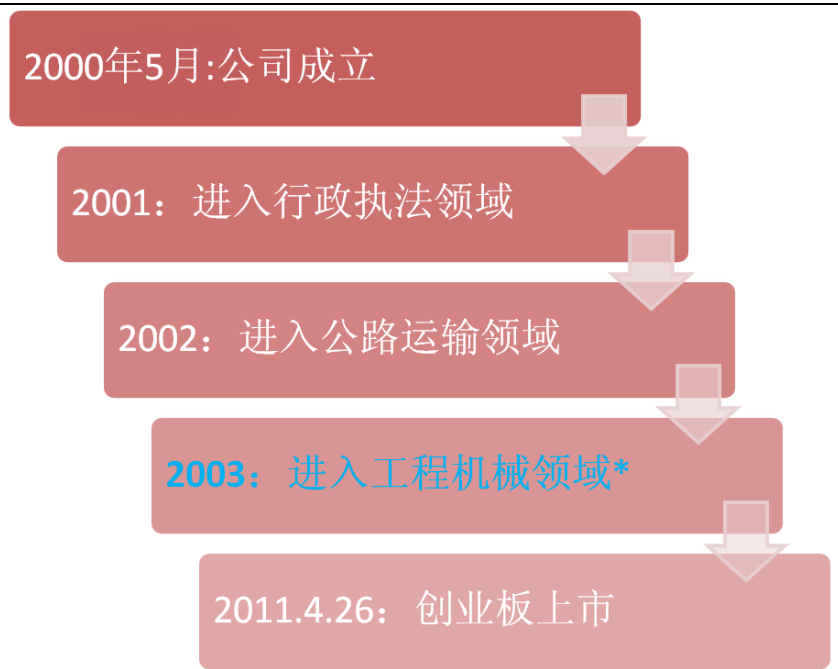 2000年5月:公司成立
2001：进入行政执法领域
2002：进入公路运输领域
2003：进入工程机械领域*
2011.4.26：创业板上市